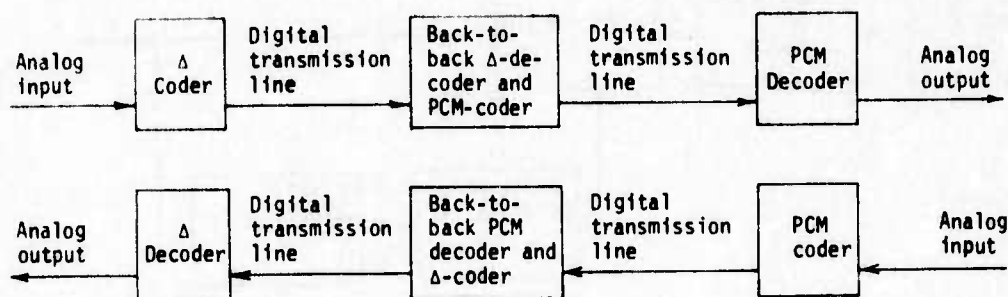 Analog
input
Δ
Coder
Digital
transmission
line
Back-to-
back Δ-de-
coder and
PCM-coder
Digital
transmission
line
PCM
Decoder
Analog
output
Analog
output
Δ
Decoder
Digital
transmission
line
Back-to-
back PCM
decoder and
Δ-coder
Digital
transmission
line
PCM
coder
Analog
input